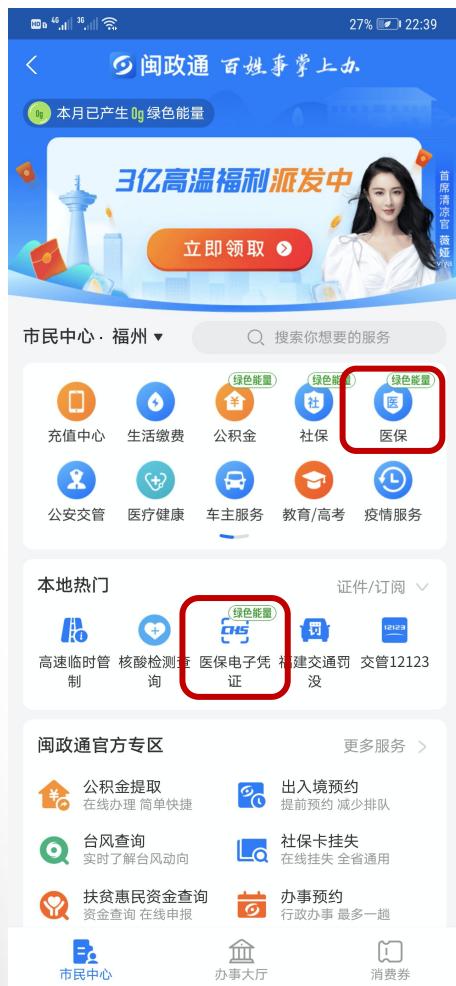 HD 4G 3G 27% 22:39
闽政通 百姓事掌上办
0g 本月已产生0g绿色能量
3亿高温福利派发中
首席清凉官 薇娅
viya
立即领取
市民中心·福州
搜索你想要的服务
绿色能量 绿色能量 绿色能量
社 医
充值中心 生活缴费 公积金 社保 医保
公安交管 医疗健康 车主服务 教育/高考 疫情服务
本地热门 证件/订阅
绿色能量
CHS 罚 12123
高速临时管制 核酸检测查询 医保电子凭证 福建交通罚没 交管12123
闽政通官方专区 更多服务
公积金提取 出入境预约
在线办理 简单快捷 提前预约 减少排队
台风查询 社保卡挂失
实时了解台风动向 在线挂失 全省通用
扶贫惠民资金查询 办事预约
资金查询 在线申报 行政办事 最多一趟
市民中心 办事大厅 消费券